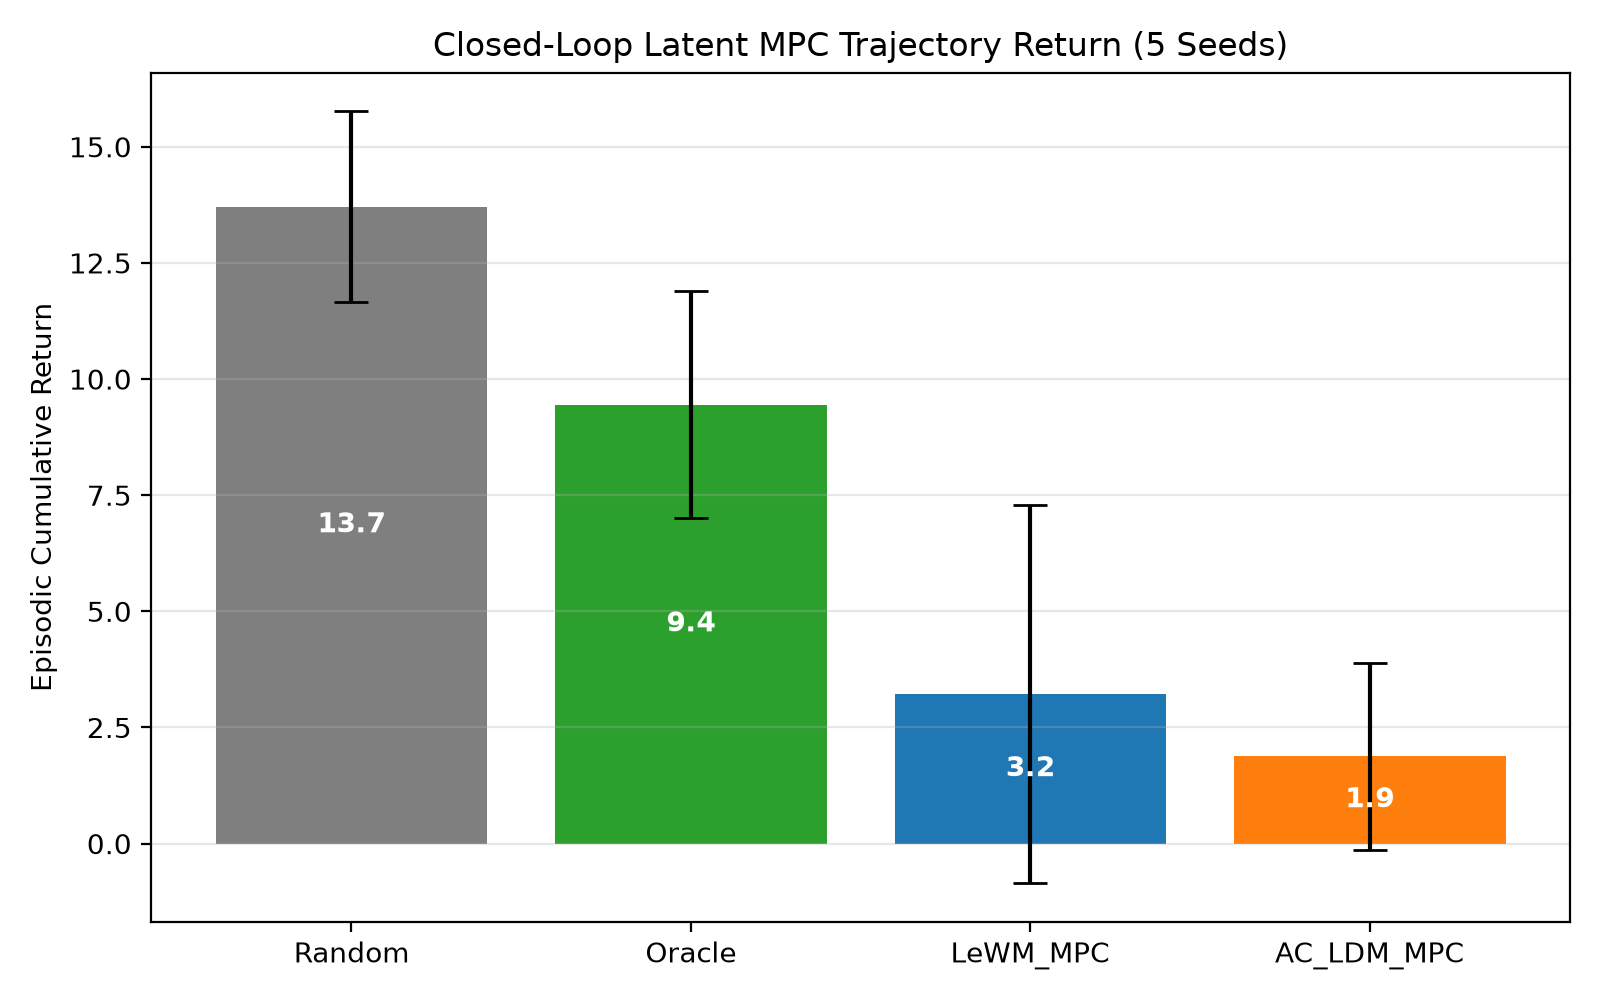 Closed-Loop Latent MPC Trajectory Return (5 Seeds)
Episodic Cumulative Return
15.0
12.5
10.0
7.5
5.0
2.5
0.0
13.7
9.4
3.2
1.9
Random
Oracle
LeWM_MPC
AC_LDM_MPC